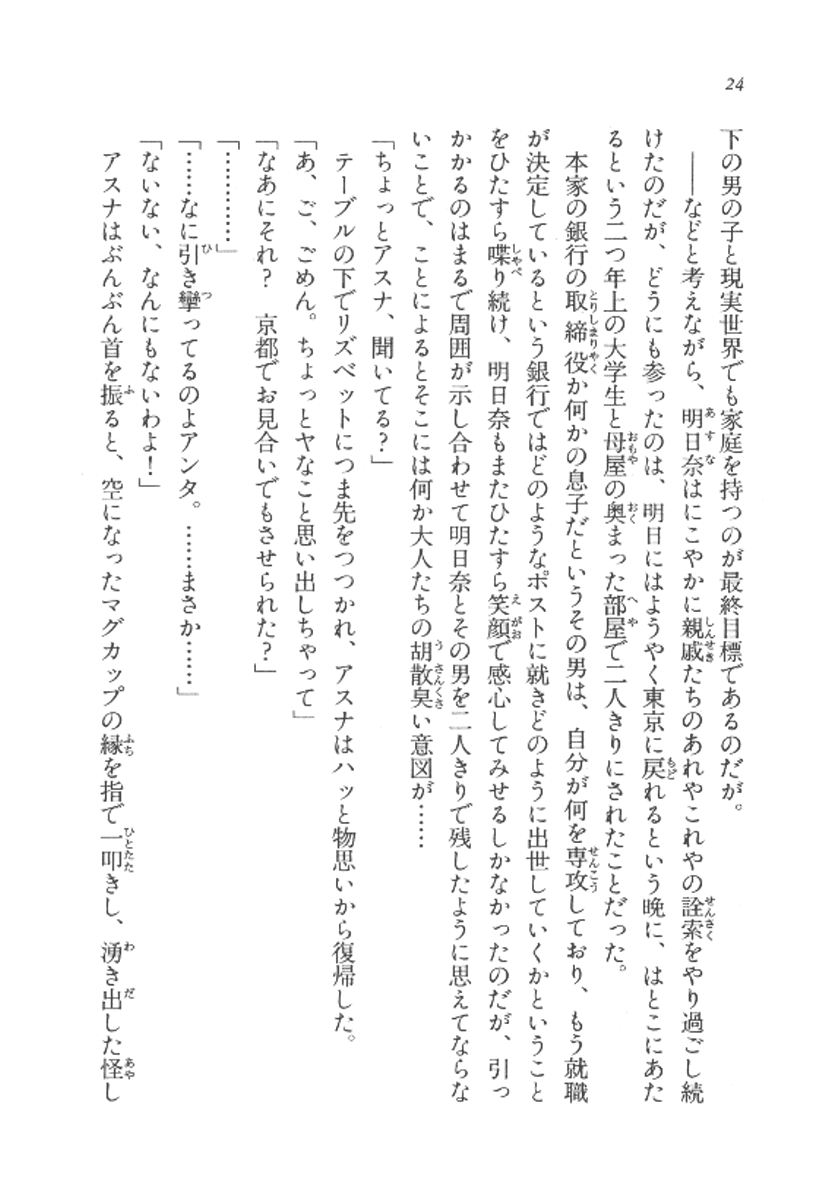 24
下の男の子と現実世界でも家庭を持つのが最終目標であるのだが。
――などと考えながら、明日奈はにこやかに親戚たちのあれやこれやの詮索をやり過ごし続
けたのだが、どうにも参ったのは、明日にはようやく東京に戻れるという晩に、はとこにあた
るという二つ年上の大学生と母屋の奥まった部屋で二人きりにされたことだった。
本家の銀行の取締役か何かの息子だというその男は、自分が何を専攻しており、もう就職
が決定しているという銀行ではどのようなポストに就きどのように出世していくかということ
をひたすら喋り続け、明日奈もまたひたすら笑顔で感心してみせるしかなかったのだが、引っ
かかるのはまるで周囲が示し合わせて明日奈とその男を二人きりで残したように思えてならな
いことで、ことによるとそこには何か大人たちの胡散臭い意図が……
「ちょっとアスナ、聞いてる？」
テーブルの下でリズベットにつま先をつつかれ、アスナはハッと物思いから復帰した。
「あ、ご、ごめん。ちょっとヤなこと思い出しちゃって」
「なあにそれ？　京都でお見合いでもさせられた？」
「…………」
「……なに引き攣ってるのよアンタ。……まさか……」
「ないない、なんにもないわよ！」
アスナはぶんぶん首を振ると、空になったマグカップの縁を指で一叩きし、湧き出した怪し